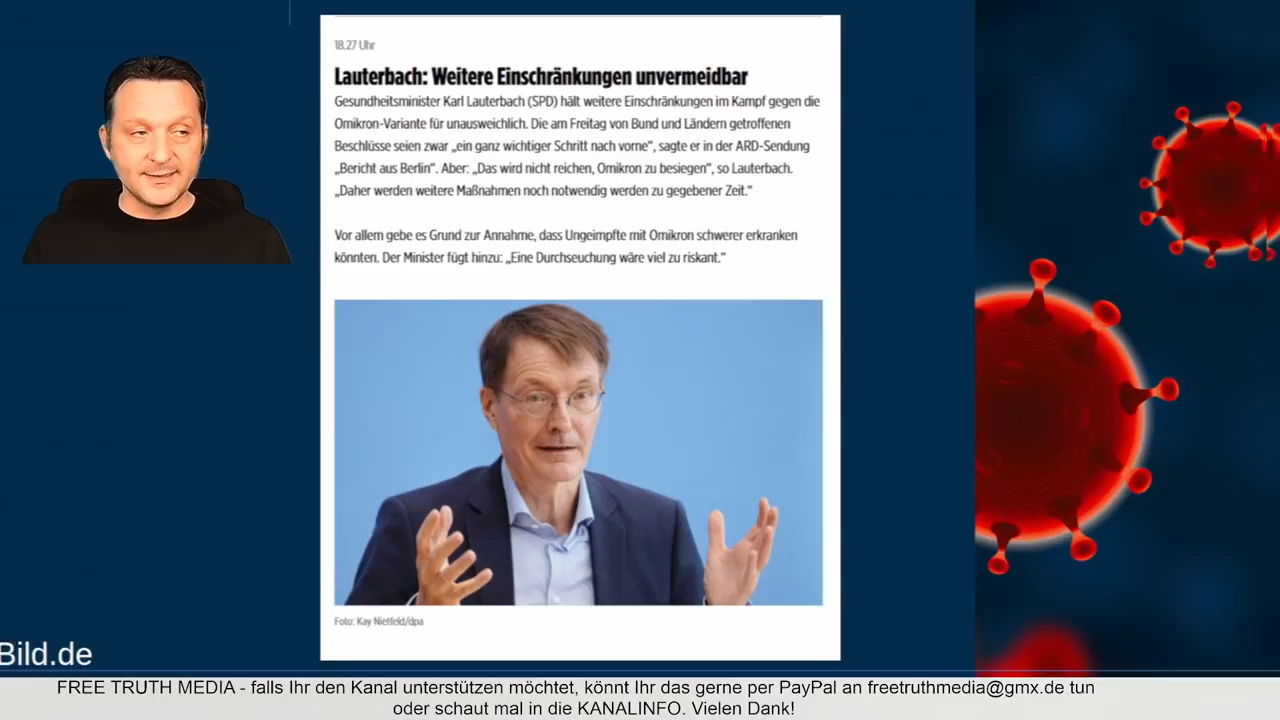 18.27 Uhr
Lauterbach: Weitere Einschränkungen unvermeidbar
Gesundheitsminister Karl Lauterbach (SPD) hält weitere Einschränkungen im Kampf gegen die
Omikron-Variante für unausweichlich. Die am Freitag von Bund und Ländern getroffenen
Beschlüsse seien zwar „ein ganz wichtiger Schritt nach vorne“, sagte er in der ARD-Sendung
„Bericht aus Berlin“. Aber: „Das wird nicht reichen, Omikron zu besiegen“, so Lauterbach.
„Daher werden weitere Maßnahmen noch notwendig werden zu gegebener Zeit.“
Vor allem gebe es Grund zur Annahme, dass Ungeimpfte mit Omikron schwerer erkranken
könnten. Der Minister fügt hinzu: „Eine Durchseuchung wäre viel zu riskant.“
Foto: Kay Nietfeld/dpa
Bild.de
FREE TRUTH MEDIA - falls Ihr den Kanal unterstützen möchtet, könnt Ihr das gerne per PayPal an freetruthmedia@gmx.de tun
oder schaut mal in die KANALINFO. Vielen Dank!